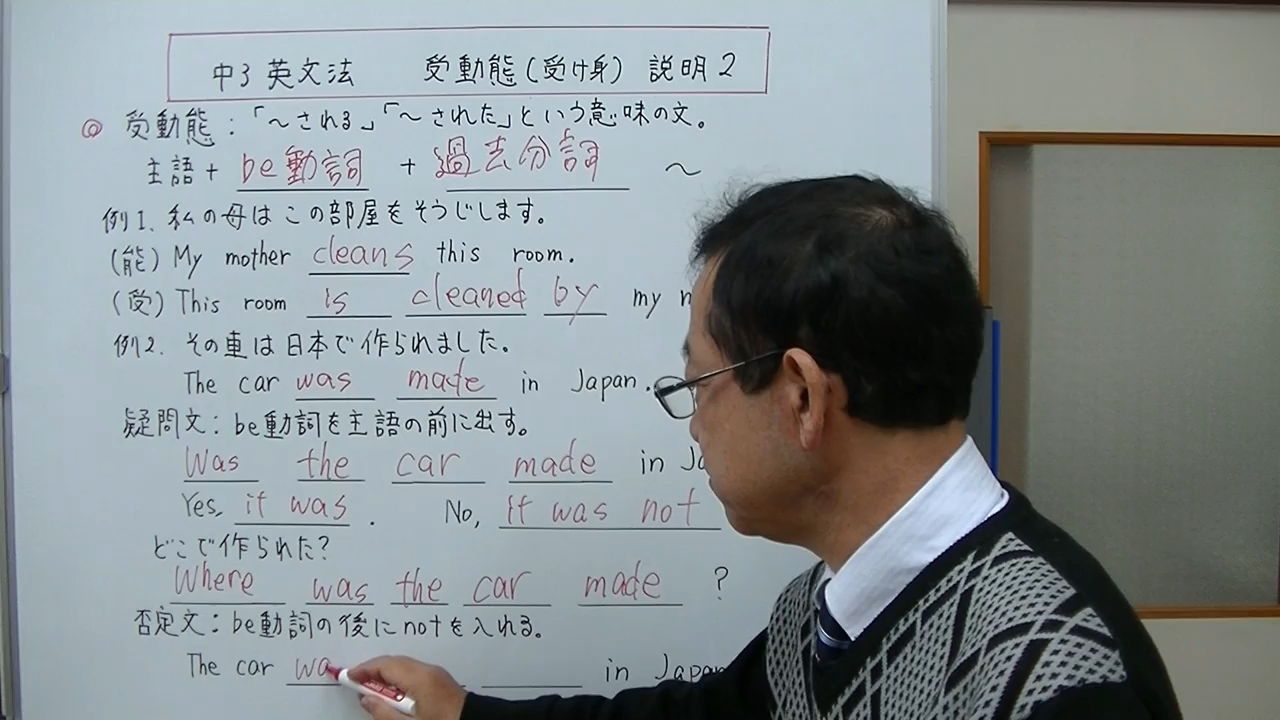 中3 英文法 受動態(受け身) 説明2
◎ 受動態:「～される」「～された」という意味の文。
主語 + be動詞 + 過去分詞 ～
例1. 私の母はこの部屋をそうじします。
(能) My mother cleans this room.
(受) This room is cleaned by my
例2. その車は日本で作られました。
The car was made in Japan.
疑問文:be動詞を主語の前に出す。
Was the car made in
Yes, it was. No, it was not
どこで作られた?
Where was the car made ?
否定文:be動詞の後にnotを入れる。
The car wa in Japan